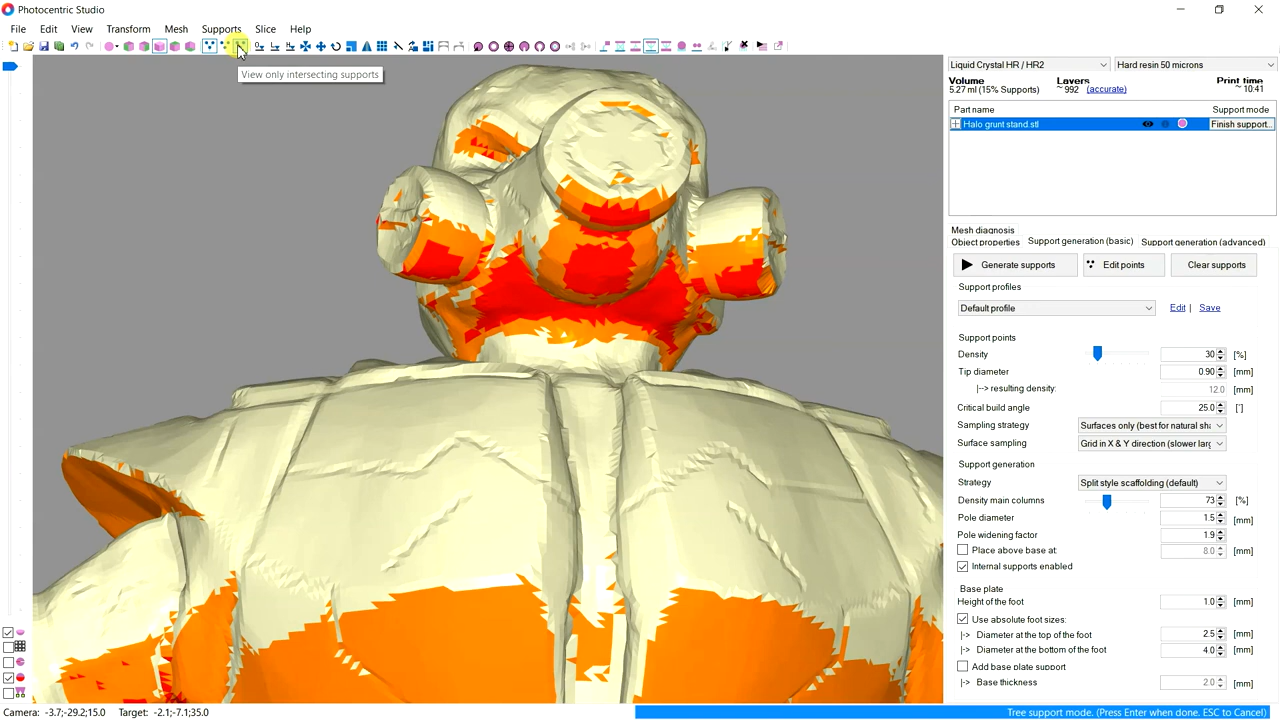 Photocentric Studio
File Edit View Transform Mesh Supports Slice Help
View only intersecting supports
Liquid Crystal HR / HR2 Hard resin 50 microns
Volume Layers Print time
5.27 ml (15% Supports) ~ 992 (accurate) ~ 10:41
Part name Support mode
Halo grunt stand.stl Finish support...
Mesh diagnosis
Object properties Support generation (basic) Support generation (advanced)
Generate supports Edit points Clear supports
Support profiles
Default profile Edit | Save
Support points
Density 30 [%]
Tip diameter 0.90 [mm]
|--> resulting density: 12.0 [mm]
Critical build angle 25.0 [°]
Sampling strategy Surfaces only (best for natural sha
Surface sampling Grid in X & Y direction (slower larg
Support generation
Strategy Split style scaffolding (default)
Density main columns 73 [%]
Pole diameter 1.5 [mm]
Pole widening factor 1.9 [mm]
Place above base at: 8.0 [mm]
Internal supports enabled
Base plate
Height of the foot 1.0 [mm]
Use absolute foot sizes:
|-> Diameter at the top of the foot 2.5 [mm]
|-> Diameter at the bottom of the foot 4.0 [mm]
Add base plate support
|-> Base thickness 2.0 [mm]
Camera: -3.7;-29.2;15.0 Target: -2.1;-7.1;35.0 Tree support mode. (Press Enter when done. ESC to Cancel)